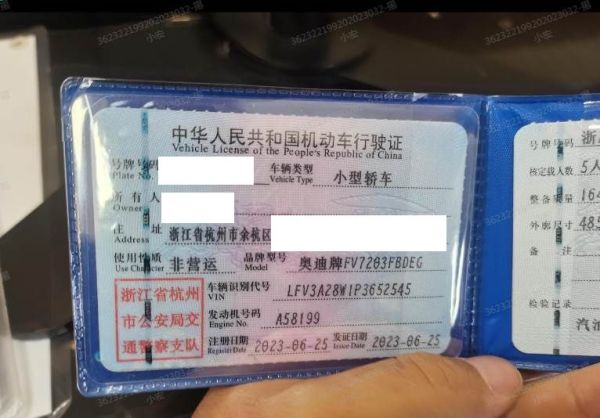 中华人民共和国机动车行驶证
Vehicle License of the People's Republic of China
号牌号码
Plate No.
车辆类型
Vehicle Type
小型轿车
所有人
Owner
住址
Address
浙江省杭州市余杭区
使用性质
Use Character
非营运
品牌型号
Model
奥迪牌FV7203FBDEG
浙江省杭州
市公安局交
通警察支队
车辆识别代号
VIN
LFV3A28W1P3652545
发动机号码
Engine No.
A58199
注册日期
Register Date
2023-06-25
发证日期
Issue Date
2023-06-25
号牌号码
浙
核定载人数
5人
整备质量
164
外廓尺寸
485
备注
检验记录
汽油
小宏